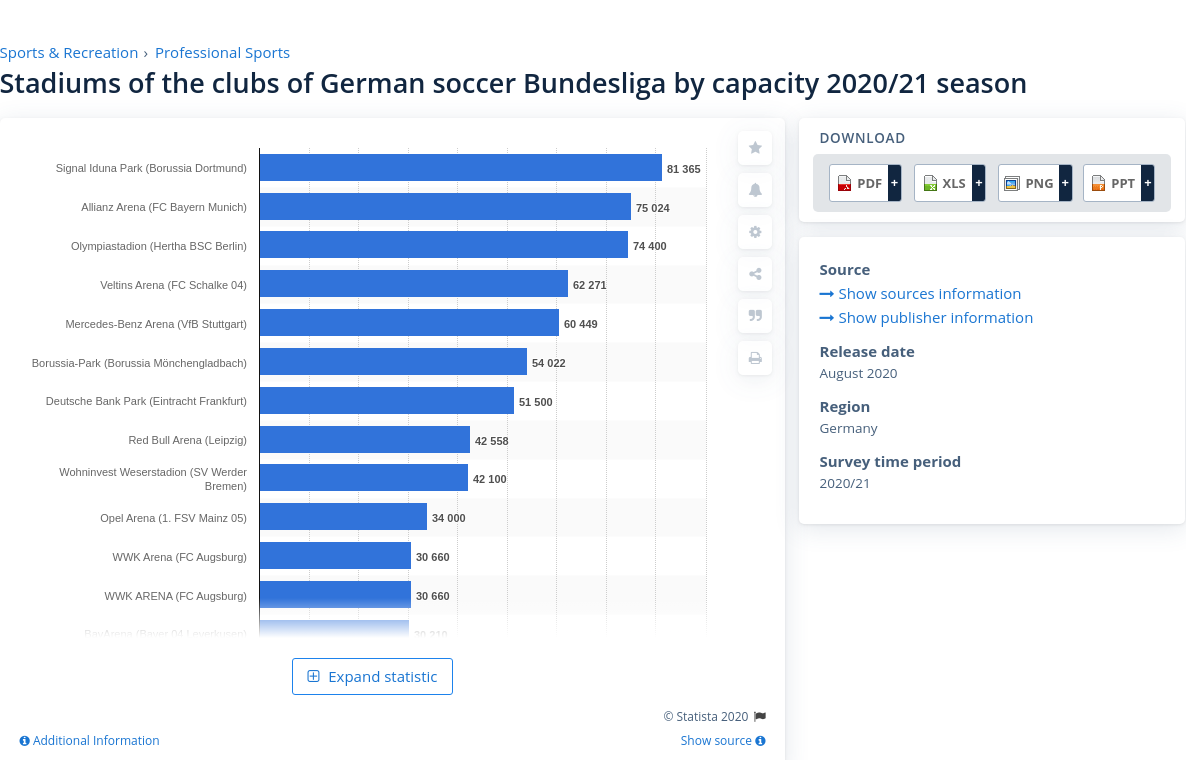 Sports & Recreation › Professional Sports
Stadiums of the clubs of German soccer Bundesliga by capacity 2020/21 season
Signal Iduna Park (Borussia Dortmund) 81 365
Allianz Arena (FC Bayern Munich) 75 024
Olympiastadion (Hertha BSC Berlin) 74 400
Veltins Arena (FC Schalke 04) 62 271
Mercedes-Benz Arena (VfB Stuttgart) 60 449
Borussia-Park (Borussia Mönchengladbach) 54 022
Deutsche Bank Park (Eintracht Frankfurt) 51 500
Red Bull Arena (Leipzig) 42 558
Wohninvest Weserstadion (SV Werder
Bremen) 42 100
Opel Arena (1. FSV Mainz 05) 34 000
WWK Arena (FC Augsburg) 30 660
WWK ARENA (FC Augsburg) 30 660
BayArena (Bayer 04 Leverkusen) 30 210
Expand statistic
© Statista 2020
Additional Information
Show source
DOWNLOAD
PDF + XLS + PNG + PPT +
Source
Show sources information
Show publisher information
Release date
August 2020
Region
Germany
Survey time period
2020/21